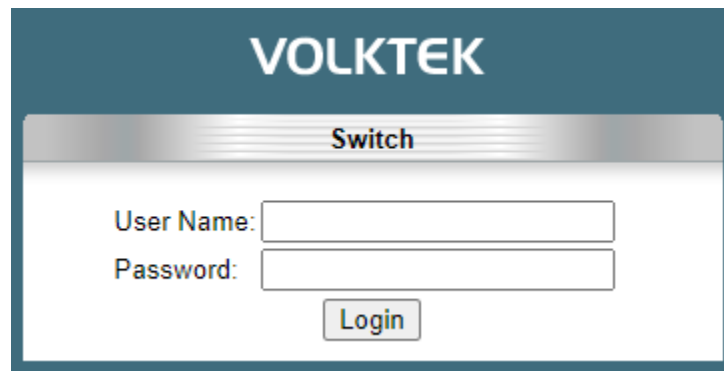 VOLKTEK
Switch
User Name:
Password:
Login